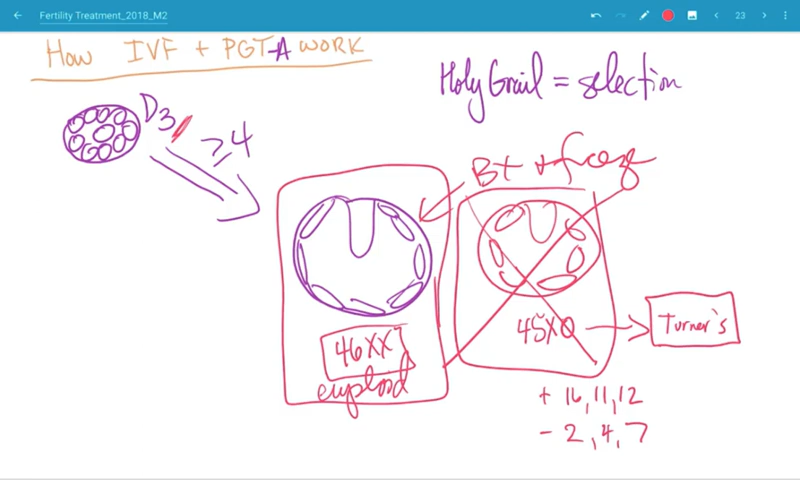 Fertility Treatment_2018_M2
23
How IVF + PGT-A WORK
Holy Grail = selection
D3
≥4
Bx + freeze
46XX
euploid
45XO
Turner's
+ 16, 11, 12
- 2, 4, 7